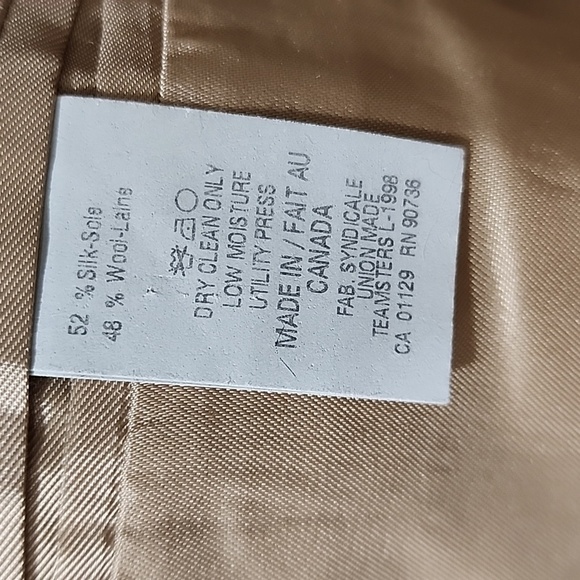 52 % Silk-Soie
48 % Wool-Laine
DRY CLEAN ONLY
LOW MOISTURE
UTILITY PRESS
MADE IN / FAIT AU
CANADA
FAB. SYNDICALE
UNION MADE
TEAMSTERS L-1998
CA 01129 RN 90736